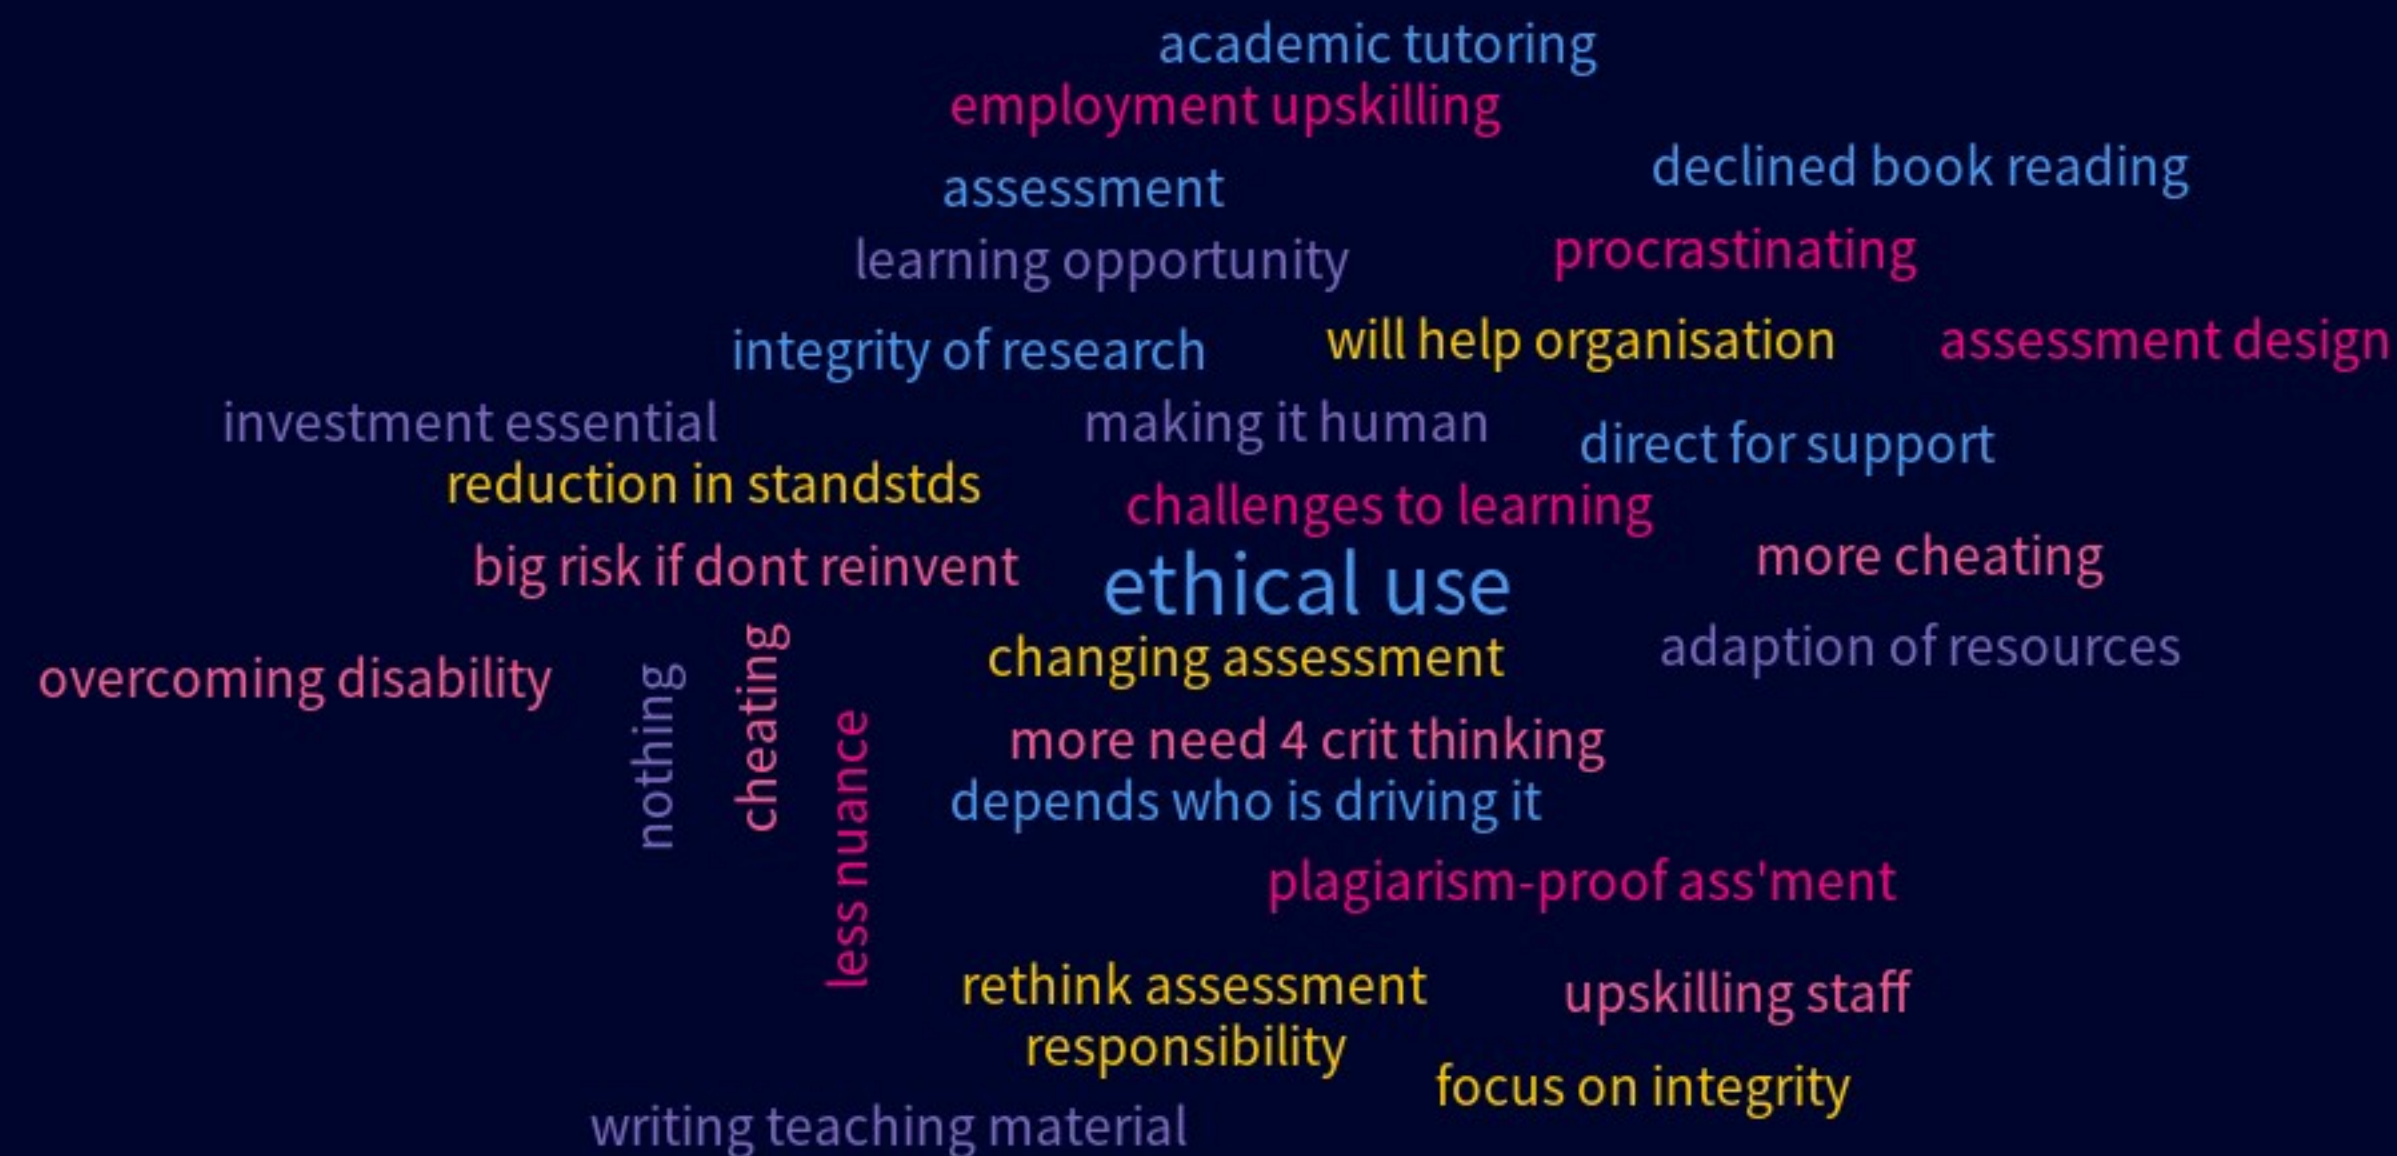 academic tutoring
employment upskilling
declined book reading
assessment
procrastinating
learning opportunity
will help organisation
assessment design
integrity of research
investment essential
making it human
direct for support
reduction in standstds
challenges to learning
more cheating
big risk if dont reinvent
ethical use
changing assessment
adaption of resources
overcoming disability
nothing
cheating
less nuance
more need 4 crit thinking
depends who is driving it
plagiarism-proof ass'ment
rethink assessment
upskilling staff
responsibility
focus on integrity
writing teaching material